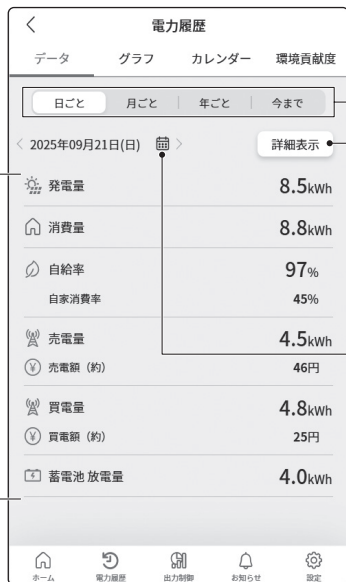 電力履歴
データ グラフ カレンダー 環境貢献度
日ごと 月ごと 年ごと 今まで
2025年09月21日(日) 詳細表示
発電量 8.5kWh
消費量 8.8kWh
自給率 97%
自家消費率 45%
売電量 4.5kWh
売電額（約） 46円
買電量 4.8kWh
買電額（約） 25円
蓄電池 放電量 4.0kWh
ホーム 電力履歴 出力制御 お知らせ 設定